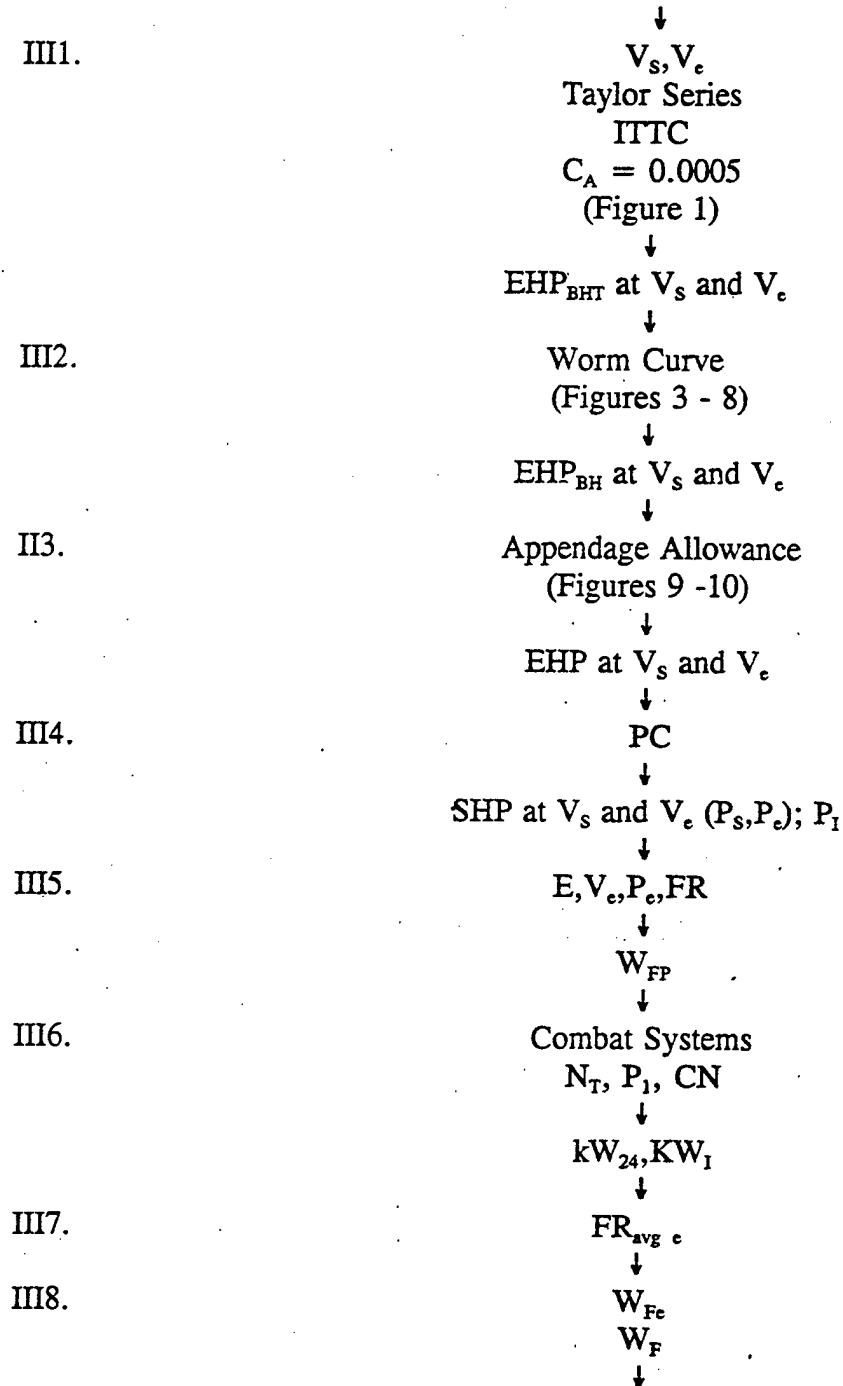 ↓
III1. V_S,V_e
Taylor Series
ITTC
C_A = 0.0005
(Figure 1)
↓
EHP_BHT at V_S and V_e
↓
III2. Worm Curve
(Figures 3 - 8)
↓
EHP_BH at V_S and V_e
↓
II3. Appendage Allowance
(Figures 9 -10)
↓
EHP at V_S and V_e
↓
III4. PC
↓
SHP at V_S and V_e (P_S,P_e); P_I
↓
III5. E,V_e,P_e,FR
↓
W_FP
↓
III6. Combat Systems
N_T, P_1, CN
↓
kW_24,KW_I
↓
III7. FR_avg e
↓
III8. W_Fe
W_F
↓